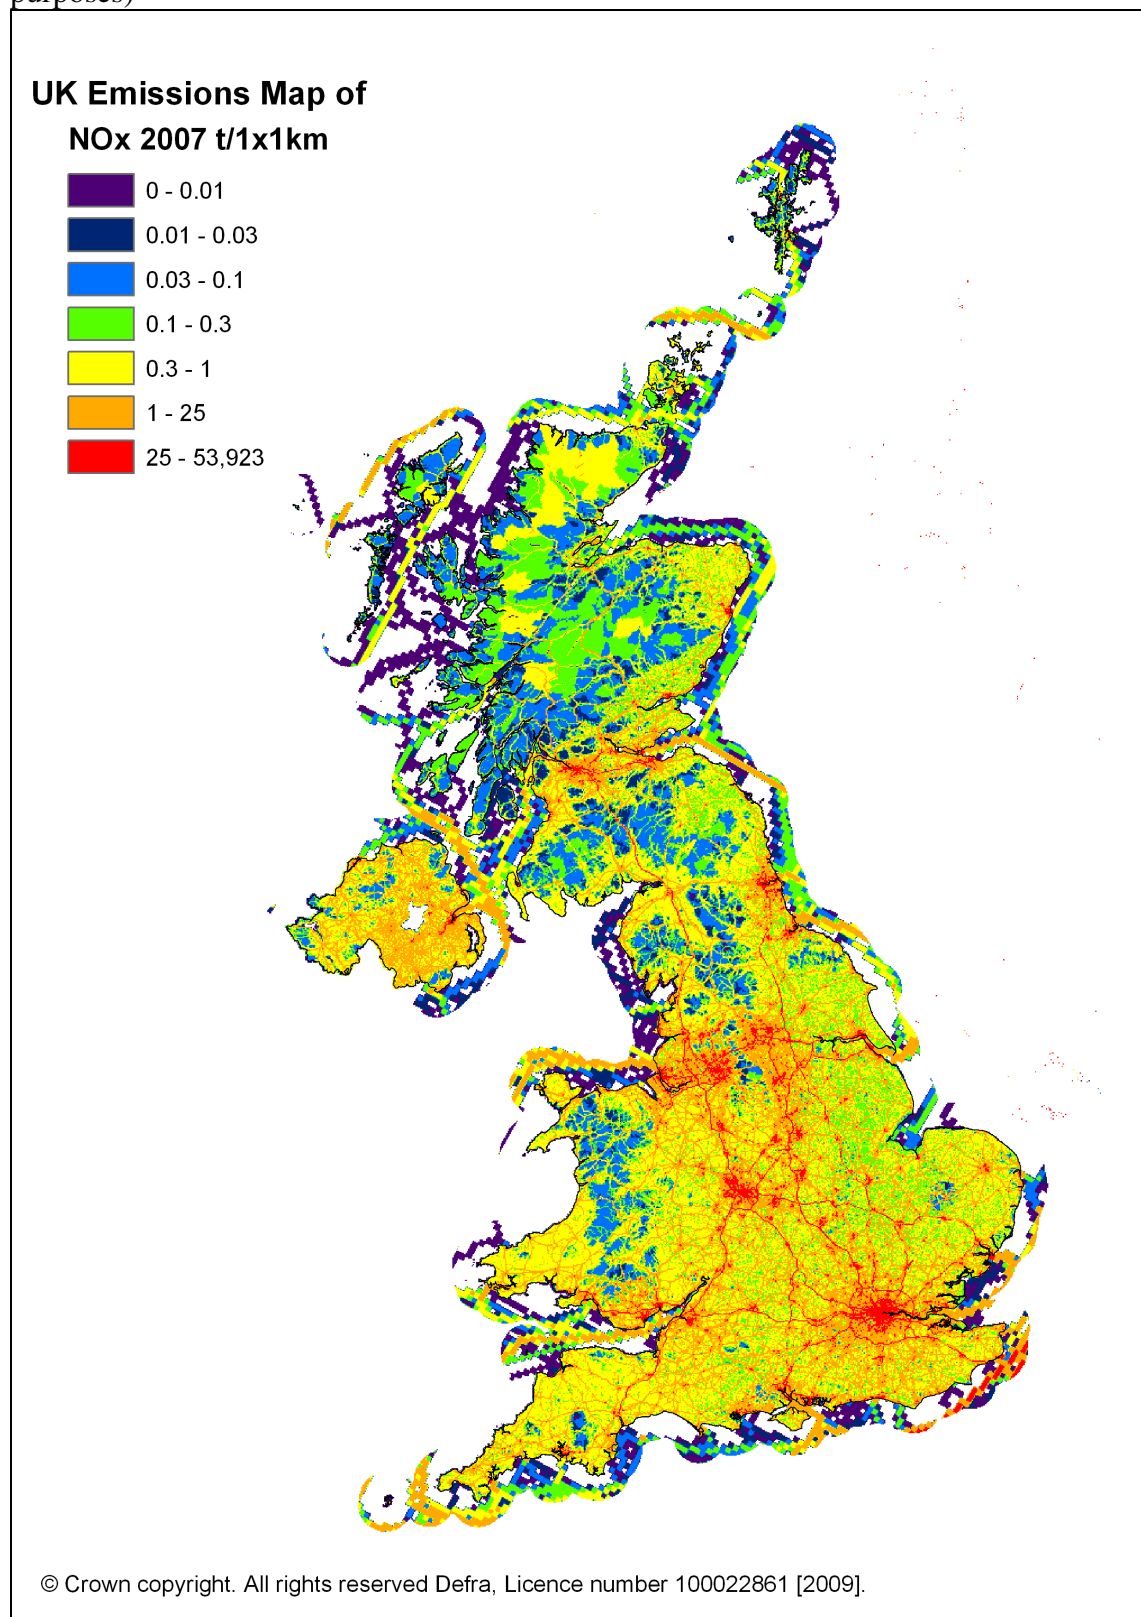 purposes)
UK Emissions Map of
NOx 2007 t/1x1km
0 - 0.01
0.01 - 0.03
0.03 - 0.1
0.1 - 0.3
0.3 - 1
1 - 25
25 - 53,923
© Crown copyright. All rights reserved Defra, Licence number 100022861 [2009].